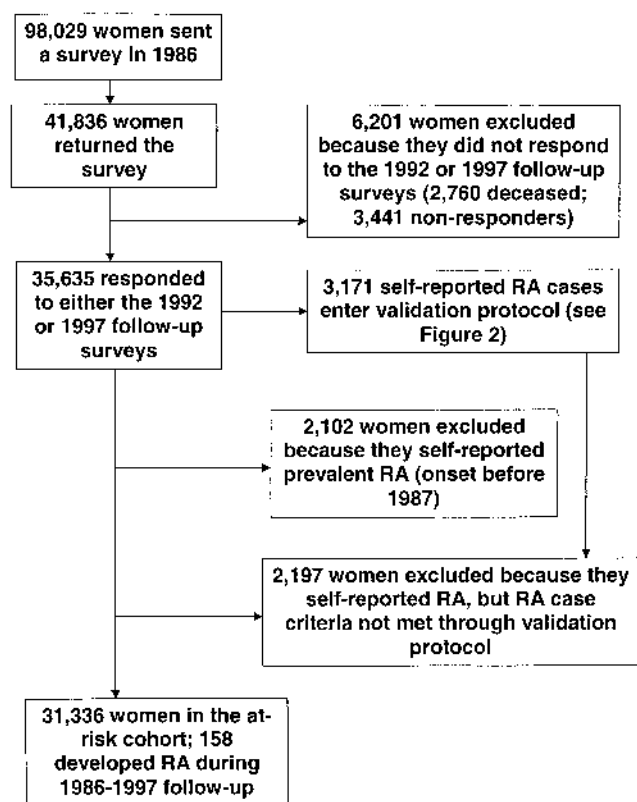 98,029 women sent
a survey in 1986
41,836 women
returned the
survey
6,201 women excluded
because they did not respond
to the 1992 or 1997 follow-up
surveys (2,760 deceased;
3,441 non-responders)
35,635 responded
to either the 1992
or 1997 follow-up
surveys
3,171 self-reported RA cases
enter validation protocol (see
Figure 2)
2,102 women excluded
because they self-reported
prevalent RA (onset before
1987)
2,197 women excluded because they
self-reported RA, but RA case
criteria not met through validation
protocol
31,336 women in the at-
risk cohort; 158
developed RA during
1986-1997 follow-up